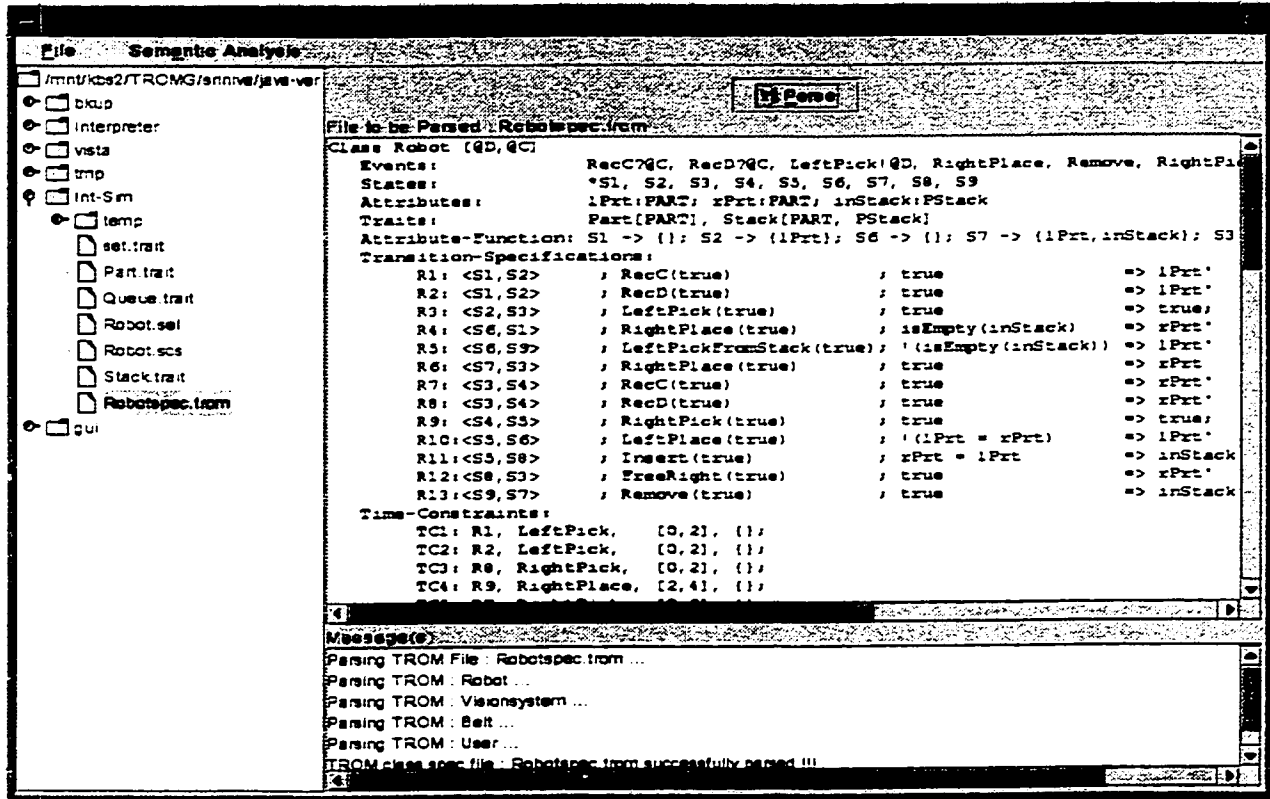 File Semantic Analysis
/mnt/kbs2/TROMG/sriniva/java-ver
bkup
Interpreter
vista
tmp
Int-Sim
temp
set.trait
Part.trait
Queue.trait
Robot.sel
Robot.scs
Stack.trait
Robotspec.trom
gui
Parse
File to be Parsed : Robotspec.trom
Class Robot [@D,@C]
Events: RecC?@C, RecD?@C, LeftPick!@D, RightPlace, Remove, RightPic
States: *S1, S2, S3, S4, S5, S6, S7, S8, S9
Attributes: lPrt:PART; rPrt:PART; inStack:PStack
Traits: Part[PART], Stack[PART, PStack]
Attribute-Function: S1 -> {}; S2 -> {lPrt}; S6 -> {}; S7 -> {lPrt,inStack}; S3
Transition-Specifications:
R1: <S1,S2> ; RecC(true) ; true => lPrt'
R2: <S1,S2> ; RecD(true) ; true => lPrt'
R3: <S2,S3> ; LeftPick(true) ; true => true;
R4: <S6,S1> ; RightPlace(true) ; isEmpty(inStack) => rPrt'
R5: <S6,S9> ; LeftPickFromStack(true); !(isEmpty(inStack)) => lPrt'
R6: <S7,S3> ; RightPlace(true) ; true => rPrt
R7: <S3,S4> ; RecC(true) ; true => rPrt'
R8: <S3,S4> ; RecD(true) ; true => rPrt'
R9: <S4,S5> ; RightPick(true) ; true => true;
R10:<S5,S6> ; LeftPlace(true) ; !(lPrt = rPrt) => lPrt'
R11:<S5,S8> ; Insert(true) ; rPrt = lPrt => inStack
R12:<S8,S3> ; FreeRight(true) ; true => rPrt'
R13:<S9,S7> ; Remove(true) ; true => inStack
Time-Constraints:
TC1: R1, LeftPick, [0,2], {};
TC2: R2, LeftPick, [0,2], {};
TC3: R8, RightPick, [0,2], {};
TC4: R9, RightPlace, [2,4], {};
Message(s)
Parsing TROM File : Robotspec.trom ...
Parsing TROM : Robot ...
Parsing TROM : Visionsystem ...
Parsing TROM : Belt ...
Parsing TROM : User ...
TROM class spec file : Robotspec.trom successfully parsed !!!